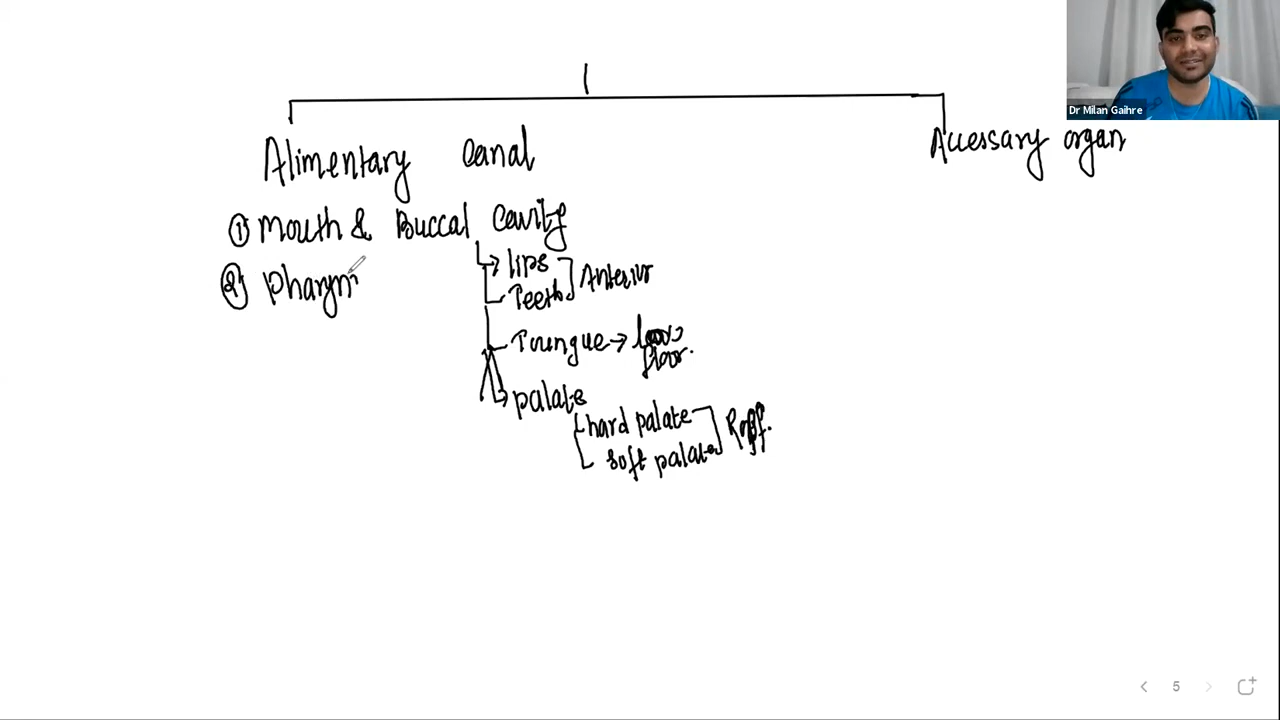 Dr Milan Gaihre
Alimentary canal
Accessary organ
① Mouth & Buccal Cavity
lips
Teeth
Anterior
② Pharyn
Toungue → 
floor.
palate
hard palate
soft palate
Roof.
5